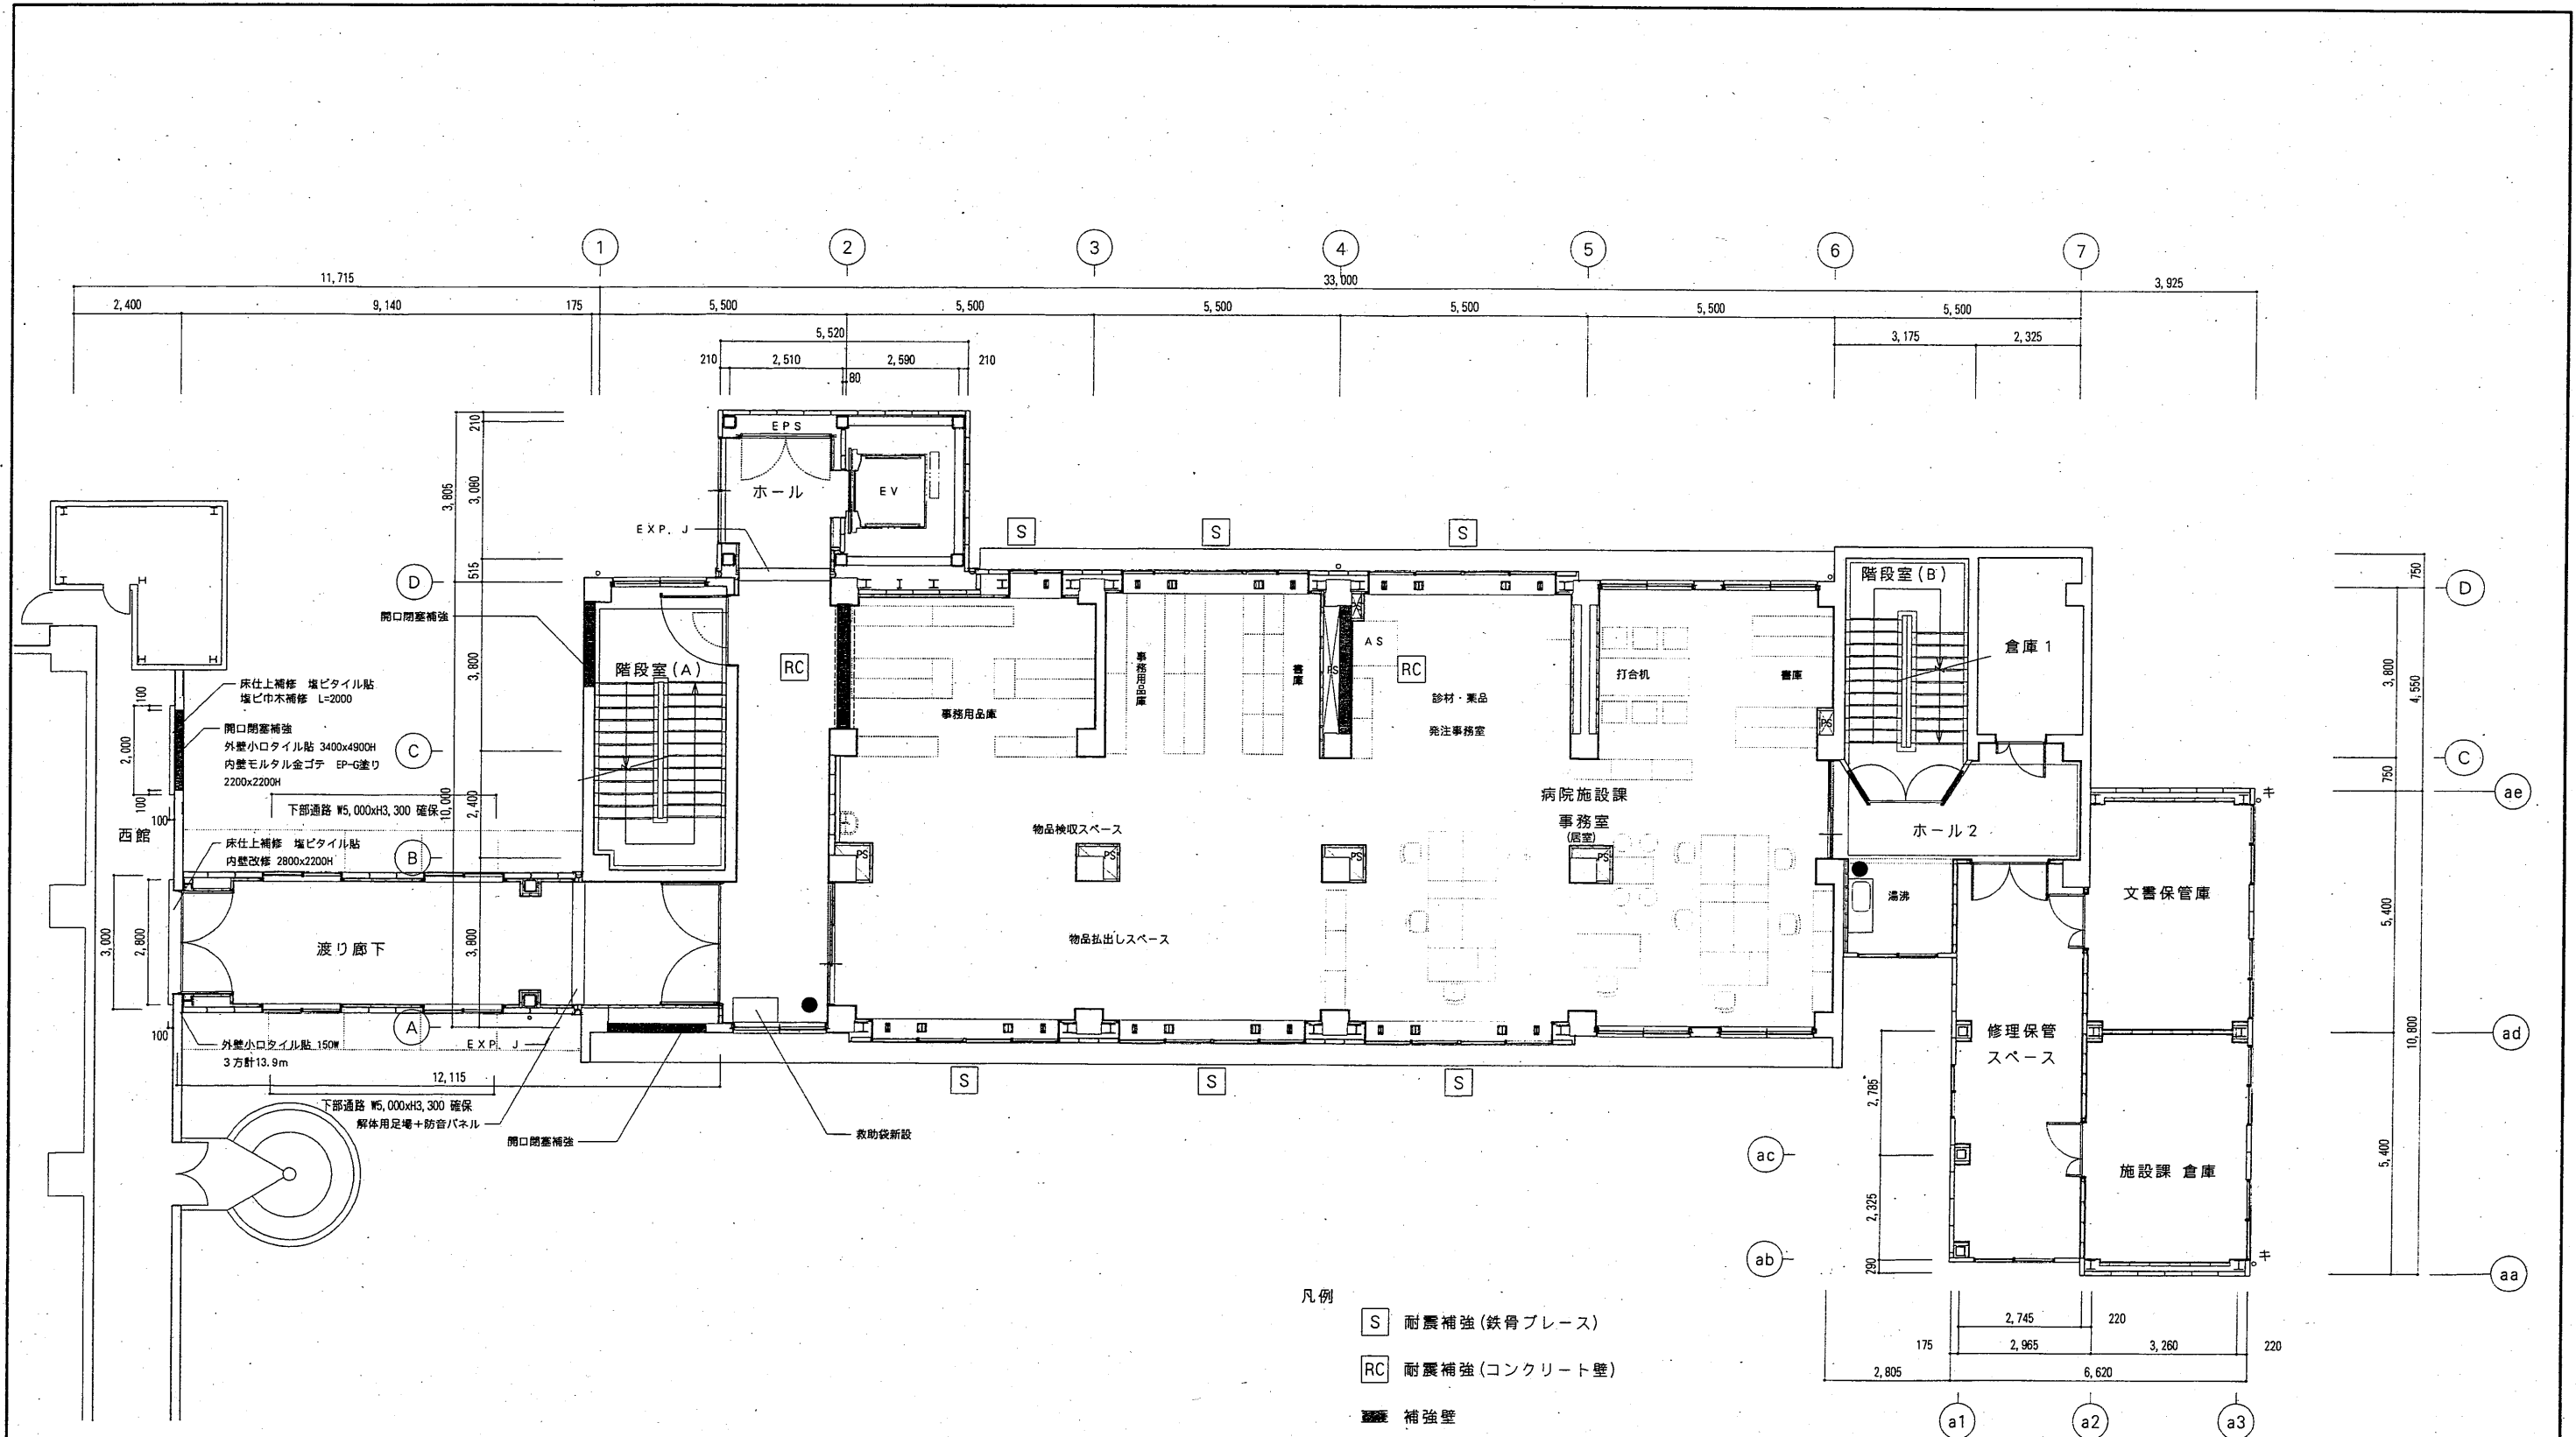 1
2
3
4
5
6
7
11,715
33,000
3,925
2,400
9,140
175
5,500
5,500
5,500
5,500
5,500
5,500
5,520
3,175
2,325
210
2,510
2,590
210
80
210
3,805
3,080
515
EPS
ホール
EV
EXP. J
S
S
S
D
開口閉塞補強
階段室(A)
RC
3,800
事務用品庫
事務用品庫
書庫
PS
AS
RC
診材・薬品
発注事務室
打合机
書庫
PS
階段室(B)
倉庫1
750
D
3,800
4,550
床仕上補修 塩ビタイル貼
塩ビ巾木補修 L=2000
開口閉塞補強
外壁小口タイル貼 3400x4900H
内壁モルタル金ゴテ EP-G塗り
2200x2200H
100
2,000
100
C
C
750
ae
キ
下部通路 W5,000xH3,300 確保
10,000
2,400
100
西館
床仕上補修 塩ビタイル貼
内壁改修 2800x2200H
B
物品検収スペース
病院施設課
事務室
(居室)
ホール2
PS
PS
PS
PS
湯沸
文書保管庫
5,400
3,000
2,800
渡り廊下
3,800
物品払出しスペース
100
A
外壁小口タイル貼 150W
3方計13.9m
EXP. J
12,115
下部通路 W5,000xH3,300 確保
解体用足場+防音パネル
開口閉塞補強
救助袋新設
S
S
S
修理保管
スペース
ad
10,800
2,785
ac
施設課 倉庫
5,400
2,325
ab
290
キ
aa
2,745
220
175
2,965
3,260
220
2,805
6,620
a1
a2
a3
凡例
S 耐震補強(鉄骨ブレース)
RC 耐震補強(コンクリート壁)
補強壁